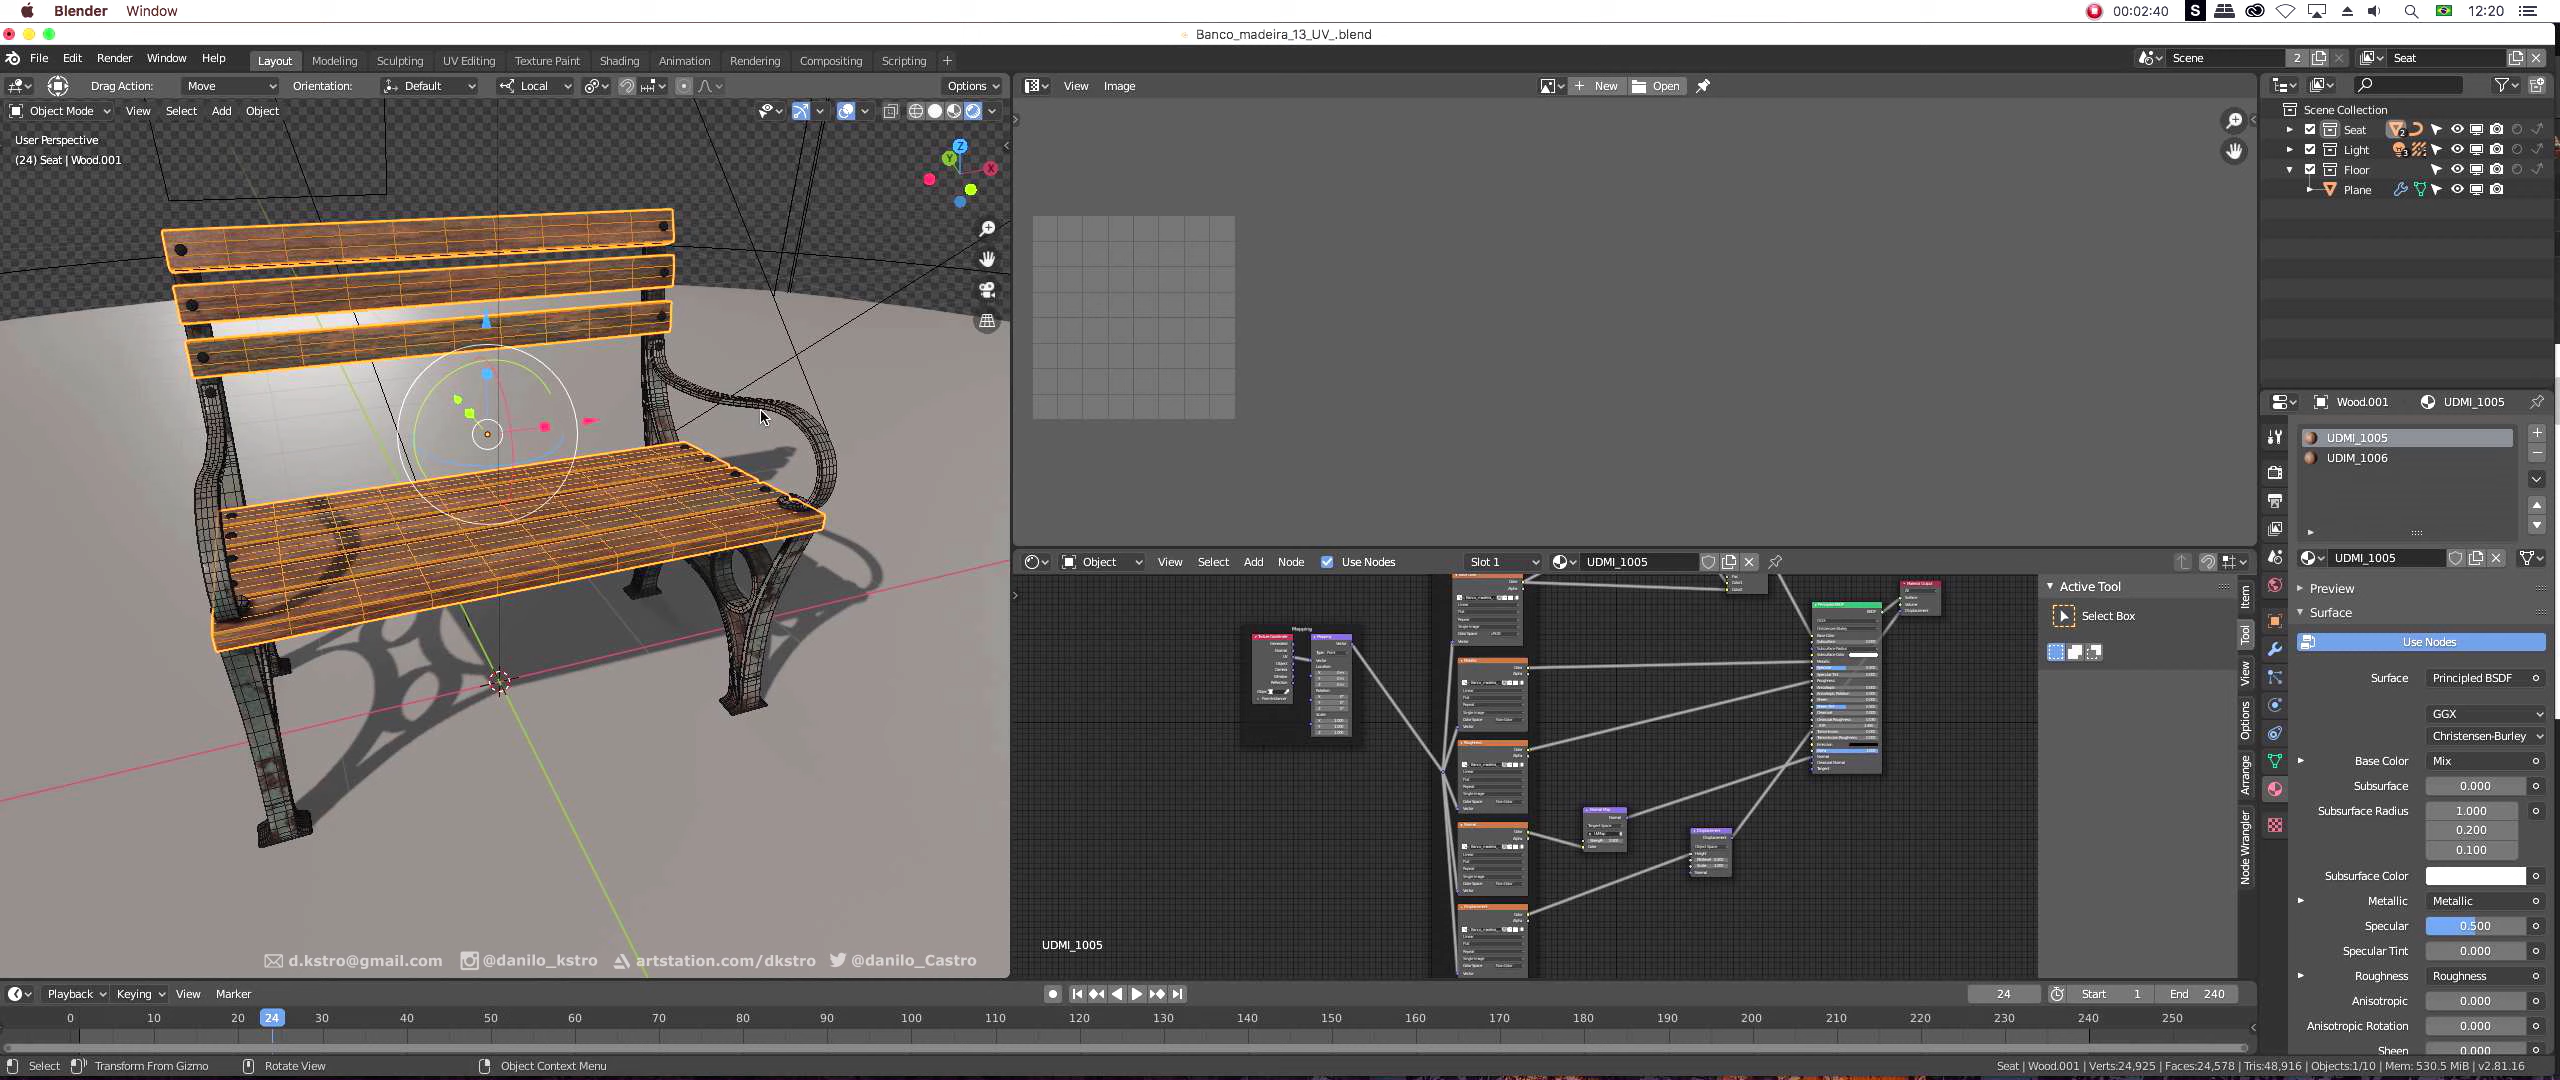 Blender Window
00:02:40 S 12:20
Banco_madeira_13_UV_.blend
File Edit Render Window Help
Layout Modeling Sculpting UV Editing Texture Paint Shading Animation Rendering Compositing Scripting +
Scene 2 Seat
Drag Action: Move Orientation: Default Local Options
View Image + New Open
Object Mode View Select Add Object
User Perspective
(24) Seat | Wood.001
Z
Y
X
Scene Collection
Seat 2
Light 3
Floor
Plane
Wood.001 UDMI_1005
UDMI_1005
UDIM_1006
UDMI_1005
Preview
Surface
Use Nodes
Surface Principled BSDF
GGX
Christensen-Burley
Base Color Mix
Subsurface 0.000
Subsurface Radius 1.000
0.200
0.100
Subsurface Color
Metallic Metallic
Specular 0.500
Specular Tint 0.000
Roughness Roughness
Anisotropic 0.000
Anisotropic Rotation 0.000
Sheen 0.000
Object View Select Add Node Use Nodes Slot 1 UDMI_1005
Active Tool
Select Box
Item
Tool
View
Options
Arrange
Node Wrangler
Mapping
UDMI_1005
d.kstro@gmail.com @danilo_kstro artstation.com/dkstro @danilo_Castro
Playback Keying View Marker
24 Start 1 End 240
0 10 20 24 30 40 50 60 70 80 90 100 110 120 130 140 150 160 170 180 190 200 210 220 230 240 250
Select Transform From Gizmo Rotate View Object Context Menu
Seat | Wood.001 | Verts:24,925 | Faces:24,578 | Tris:48,916 | Objects:1/10 | Mem: 530.5 MiB | v2.81.16